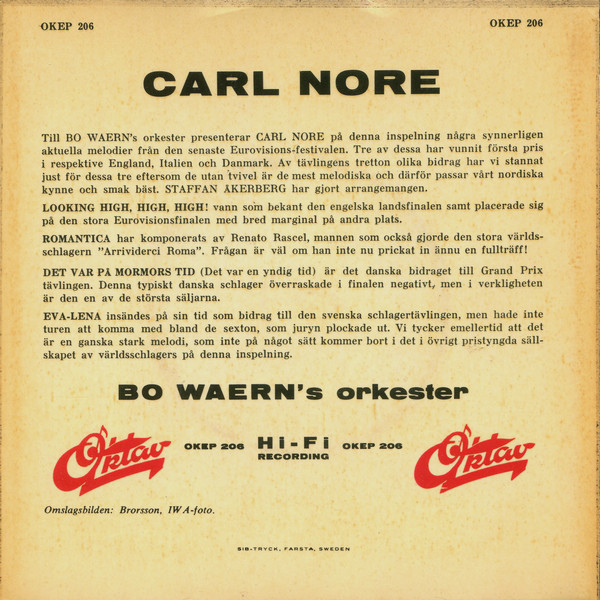 OKEP 206
OKEP 206
CARL NORE
Till BO WAERN's orkester presenterar CARL NORE på denna inspelning några synnerligen
aktuella melodier från den senaste Eurovisions-festivalen. Tre av dessa har vunnit första pris
i respektive England, Italien och Danmark. Av tävlingens tretton olika bidrag har vi stannat
just för dessa tre eftersom de utan tvivel är de mest melodiska och därför passar vårt nordiska
kynne och smak bäst. STAFFAN ÅKERBERG har gjort arrangemangen.
LOOKING HIGH, HIGH, HIGH! vann som bekant den engelska landsfinalen samt placerade sig
på den stora Eurovisionsfinalen med bred marginal på andra plats.
ROMANTICA har komponerats av Renato Rascel, mannen som också gjorde den stora världs-
schlagern "Arrividerci Roma". Frågan är väl om han inte nu prickat in ännu en fullträff!
DET VAR PÅ MORMORS TID (Det var en yndig tid) är det danska bidraget till Grand Prix
tävlingen. Denna typiskt danska schlager överraskade i finalen negativt, men i verkligheten
är den en av de största säljarna.
EVA-LENA insändes på sin tid som bidrag till den svenska schlagertävlingen, men hade inte
turen att komma med bland de sexton, som juryn plockade ut. Vi tycker emellertid att det
är en ganska stark melodi, som inte på något sätt kommer bort i det i övrigt pristyngda säll-
skapet av världsschlagers på denna inspelning.
BO WAERN's orkester
Oktav
OKEP 206
Hi-Fi
RECORDING
OKEP 206
Oktav
Omslagsbilden: Brorsson, IWA-foto.
SIB-TRYCK, FARSTA, SWEDEN